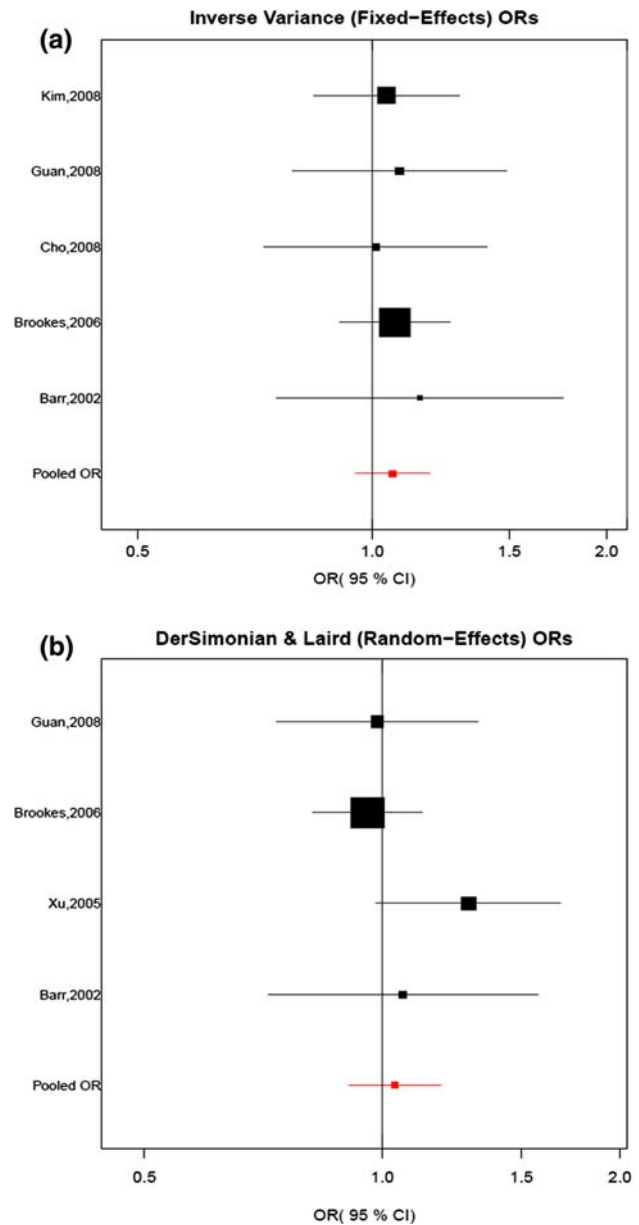 (a)
Inverse Variance (Fixed−Effects) ORs
Kim,2008
Guan,2008
Cho,2008
Brookes,2006
Barr,2002
Pooled OR
0.5 1.0 1.5 2.0
OR( 95 % CI)
(b)
DerSimonian & Laird (Random−Effects) ORs
Guan,2008
Brookes,2006
Xu,2005
Barr,2002
Pooled OR
0.5 1.0 1.5 2.0
OR( 95 % CI)